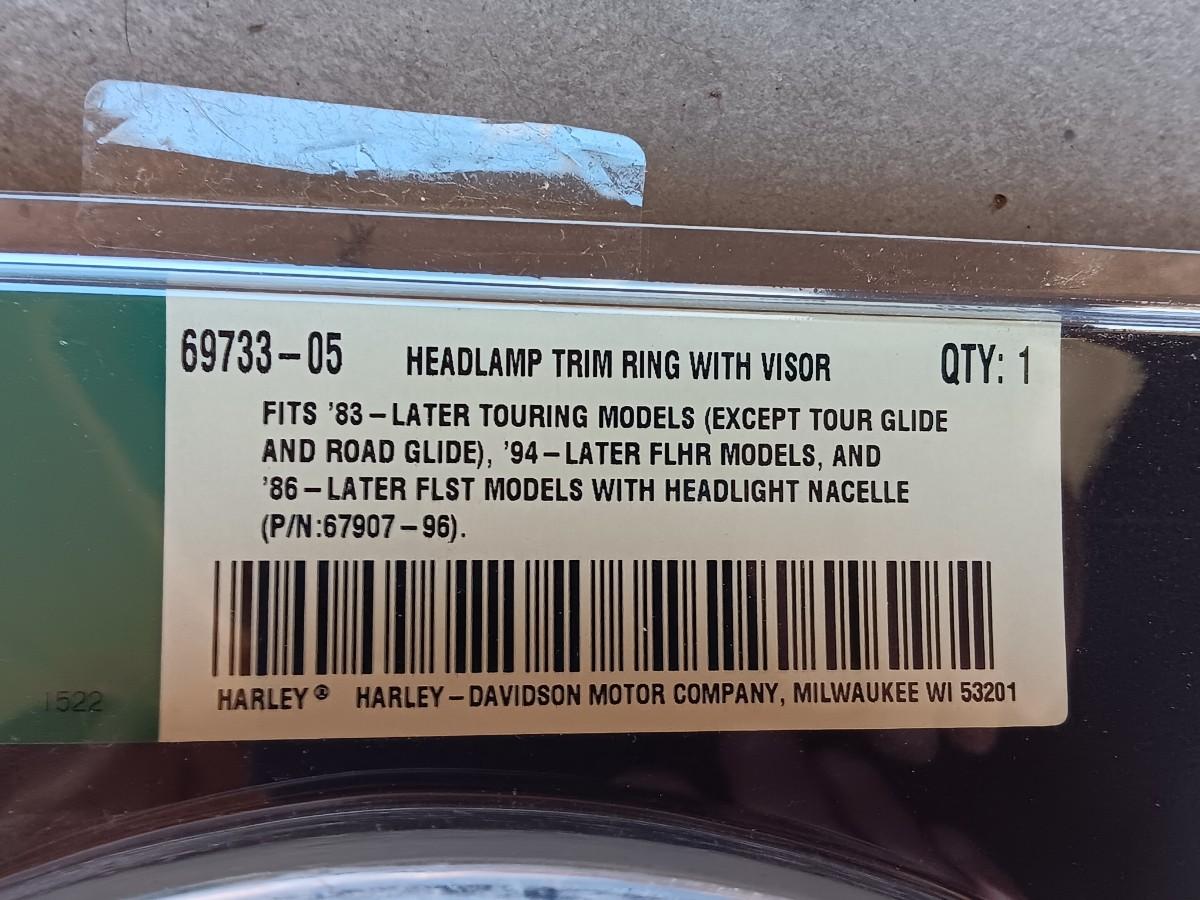 69733-05 HEADLAMP TRIM RING WITH VISOR QTY: 1
FITS '83-LATER TOURING MODELS (EXCEPT TOUR GLIDE
AND ROAD GLIDE), '94-LATER FLHR MODELS, AND
'86-LATER FLST MODELS WITH HEADLIGHT NACELLE
(P/N:67907-96).
HARLEY® HARLEY-DAVIDSON MOTOR COMPANY, MILWAUKEE WI 53201
1522